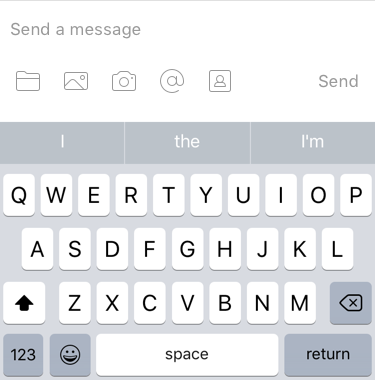 Send a message
@ Send
I the I'm
Q W E R T Y U I O P
A S D F G H J K L
Z X C V B N M
123 space return